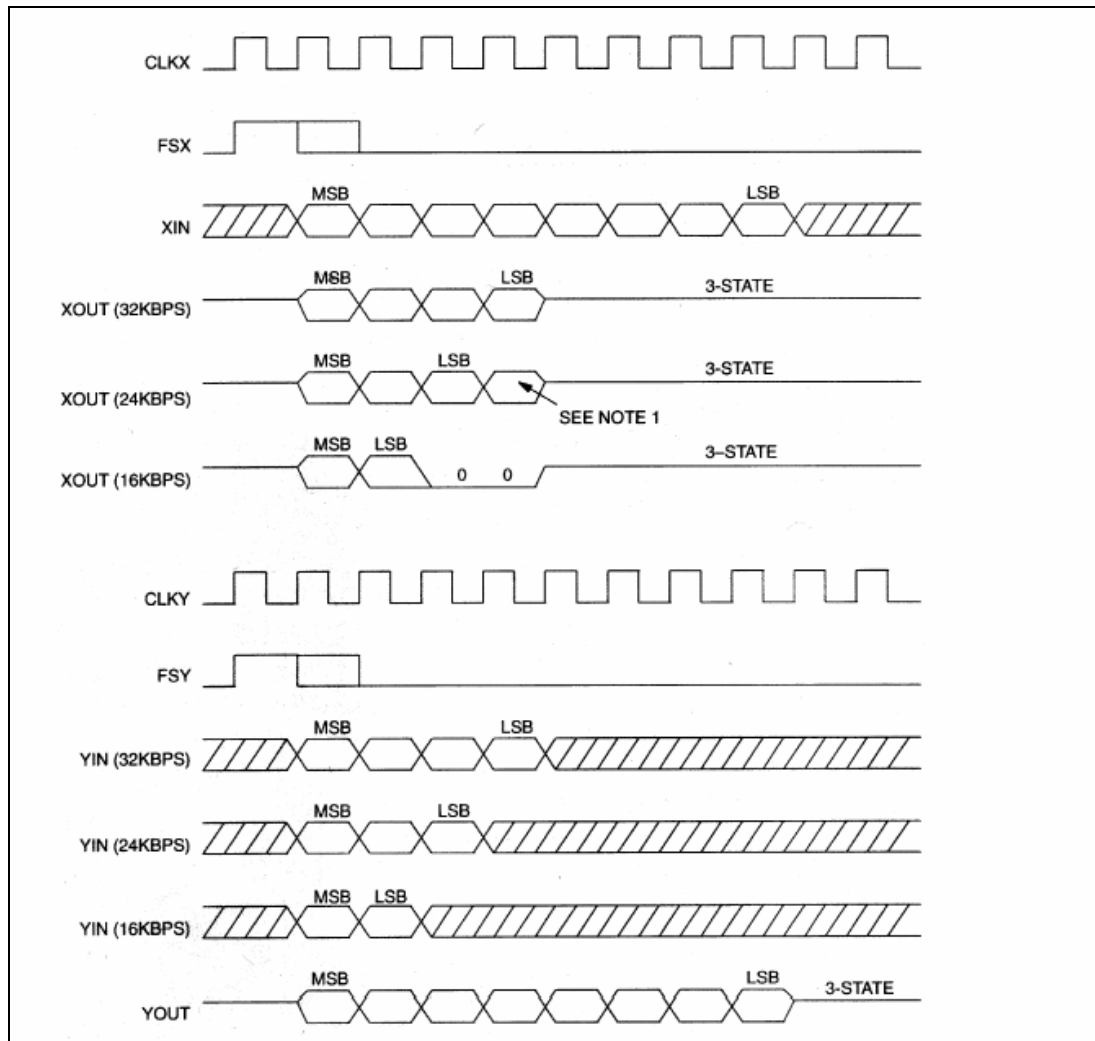 CLKX
FSX
MSB LSB
XIN
MSB LSB
3-STATE
XOUT (32KBPS)
MSB LSB
3-STATE
XOUT (24KBPS)
SEE NOTE 1
MSB LSB
3–STATE
XOUT (16KBPS)
0 0
CLKY
FSY
MSB LSB
YIN (32KBPS)
MSB LSB
YIN (24KBPS)
MSB LSB
YIN (16KBPS)
MSB LSB
3-STATE
YOUT